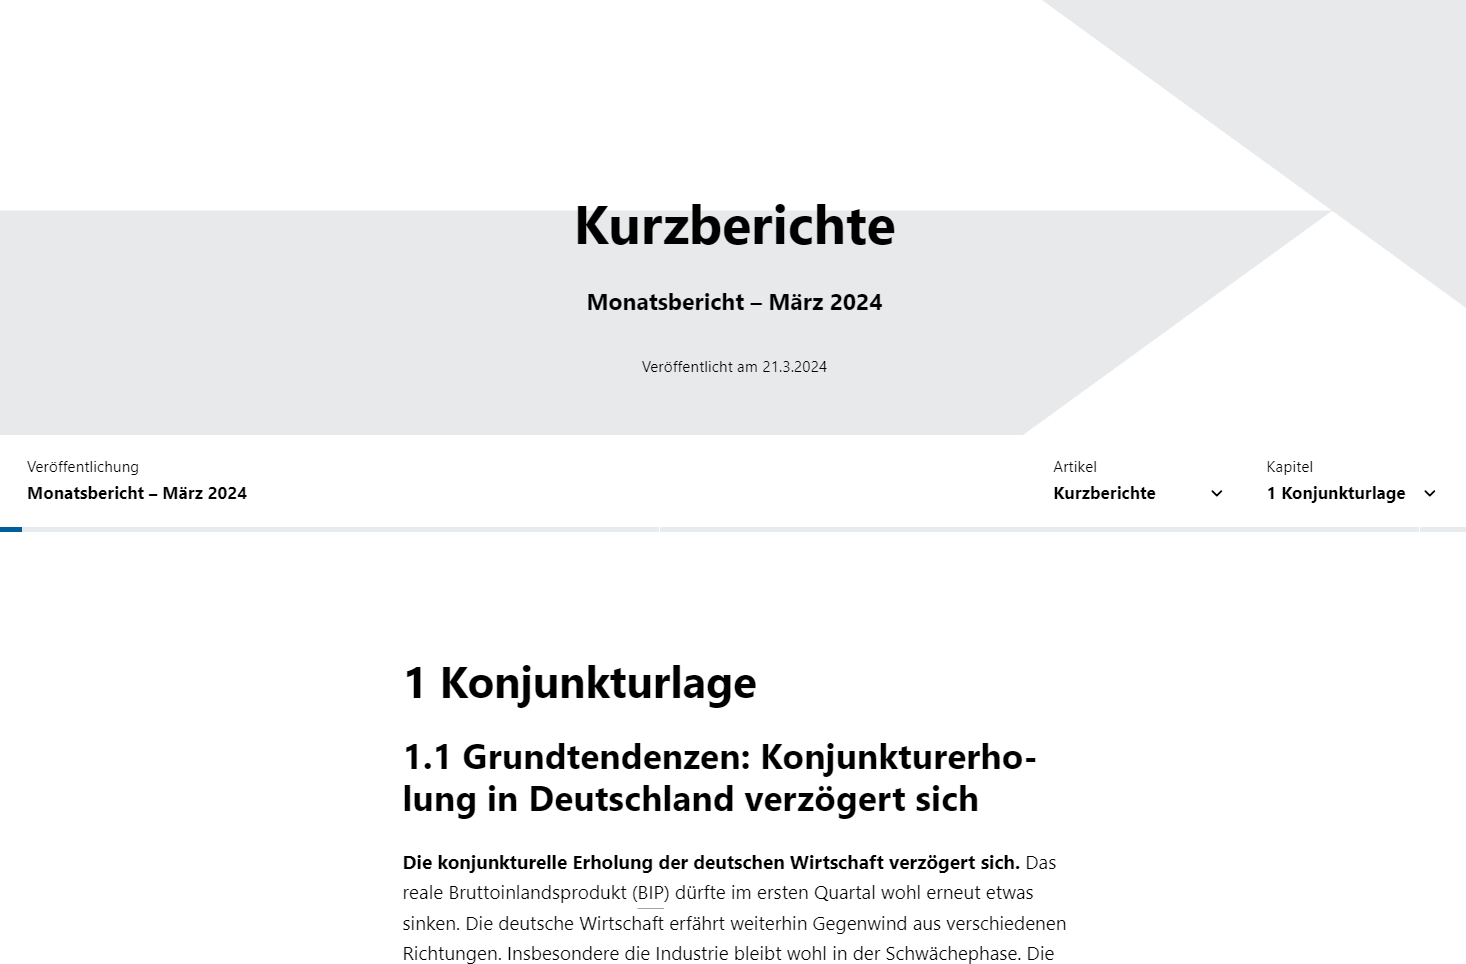 Kurzberichte
Monatsbericht – März 2024
Veröffentlicht am 21.3.2024
Veröffentlichung
Monatsbericht – März 2024
Artikel
Kurzberichte
Kapitel
1 Konjunkturlage
1 Konjunkturlage
1.1 Grundtendenzen: Konjunkturerho-
lung in Deutschland verzögert sich
Die konjunkturelle Erholung der deutschen Wirtschaft verzögert sich. Das
reale Bruttoinlandsprodukt (BIP) dürfte im ersten Quartal wohl erneut etwas
sinken. Die deutsche Wirtschaft erfährt weiterhin Gegenwind aus verschiedenen
Richtungen. Insbesondere die Industrie bleibt wohl in der Schwächephase. Die